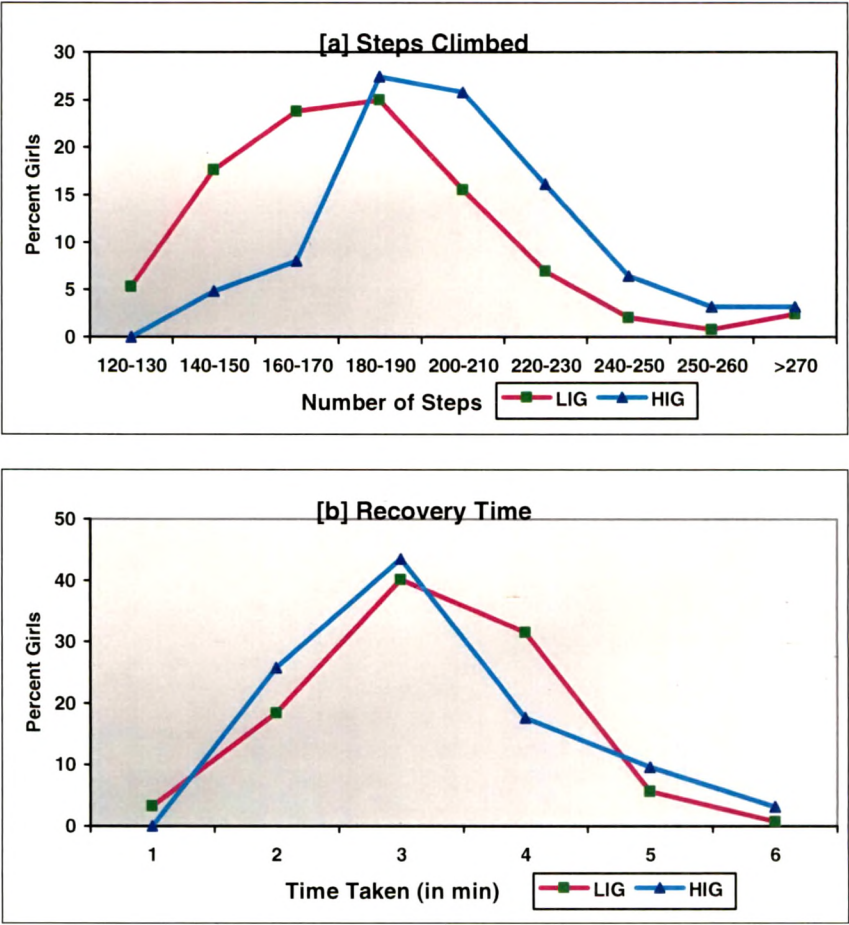 [a] Steps Climbed
30
25
20
15
10
5
0
Percent Girls
120-130 140-150 160-170 180-190 200-210 220-230 240-250 250-260 >270
Number of Steps
LIG HIG
[b] Recovery Time
50
40
30
20
10
0
Percent Girls
1 2 3 4 5 6
Time Taken (in min)
LIG HIG